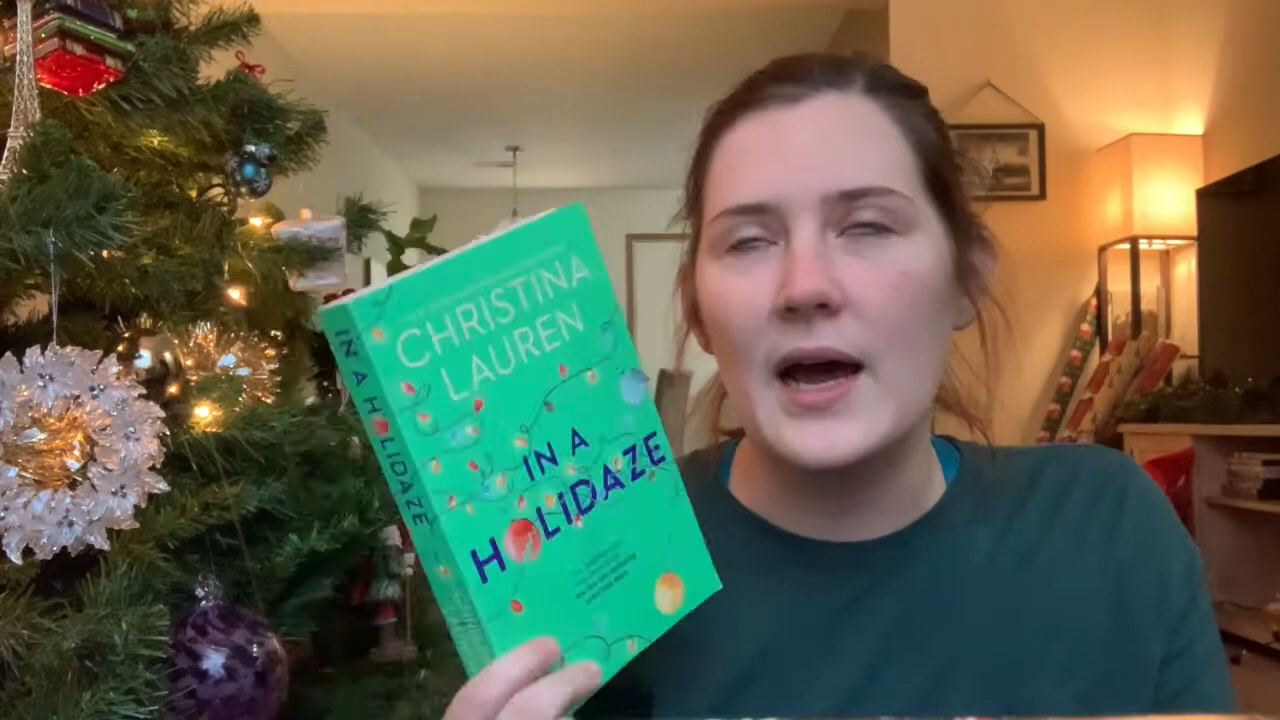 CHRISTINA
LAUREN
IN A
HOLIDAZE
IN A HOLIDAZE